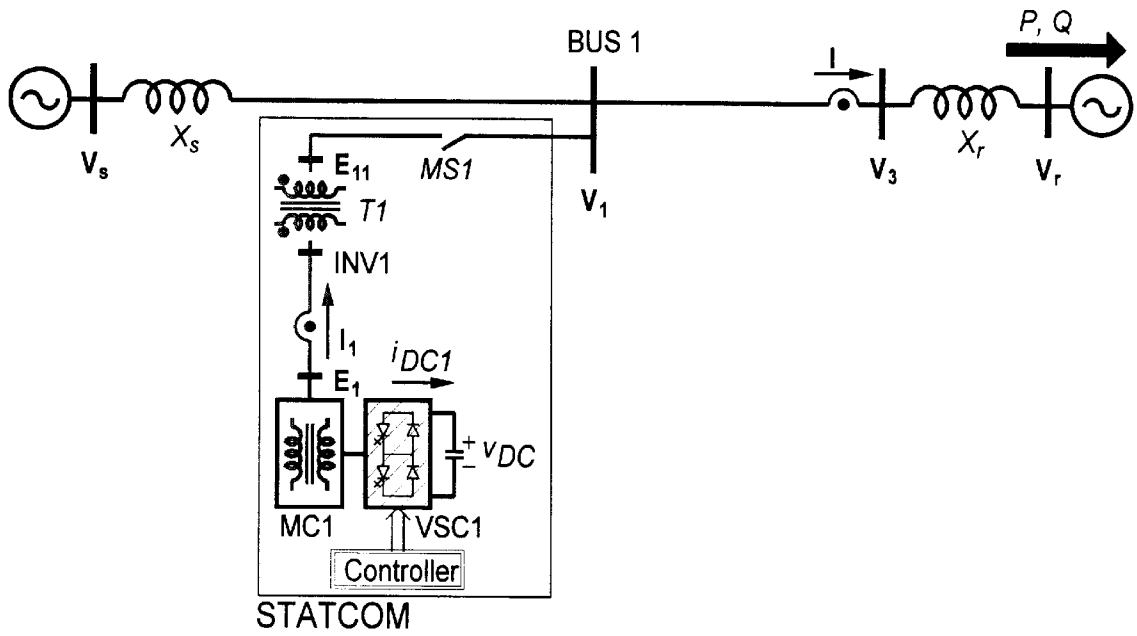 P, Q
BUS 1
I
X_s
X_r
V_s
MS1
V_1
V_3
V_r
E_11
T1
INV1
I_1
i_DC1
E_1
+
v_DC
−
MC1
VSC1
Controller
STATCOM